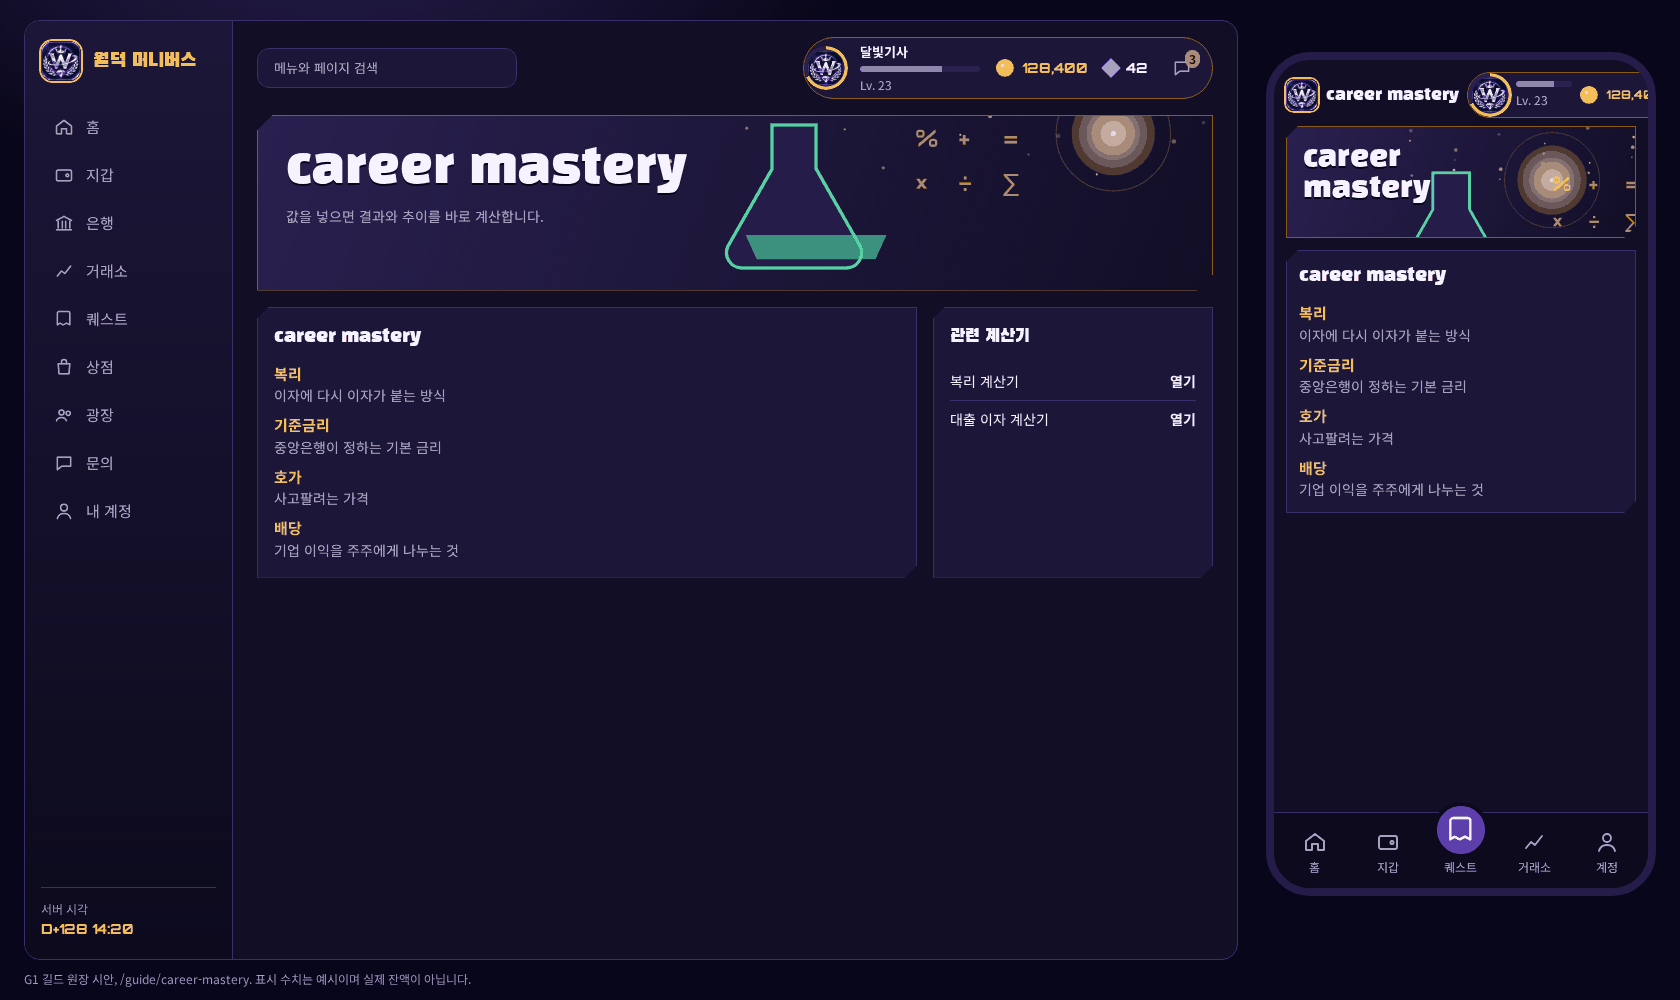 원덕 머니버스
홈
지갑
은행
거래소
퀘스트
상점
광장
문의
내 계정
서버 시각
D+128 14:20
메뉴와 페이지 검색
달빛기사
Lv. 23
128,400
42
3
career mastery
값을 넣으면 결과와 추이를 바로 계산합니다.
% + =
x ÷ ∑
career mastery
복리
이자에 다시 이자가 붙는 방식
기준금리
중앙은행이 정하는 기본 금리
호가
사고팔려는 가격
배당
기업 이익을 주주에게 나누는 것
관련 계산기
복리 계산기 열기
대출 이자 계산기 열기
career mastery
Lv. 23
128,40
career
mastery
% + =
x ÷ ∑
career mastery
복리
이자에 다시 이자가 붙는 방식
기준금리
중앙은행이 정하는 기본 금리
호가
사고팔려는 가격
배당
기업 이익을 주주에게 나누는 것
홈 지갑 퀘스트 거래소 계정
G1 길드 원장 시안, /guide/career-mastery. 표시 수치는 예시이며 실제 잔액이 아닙니다.